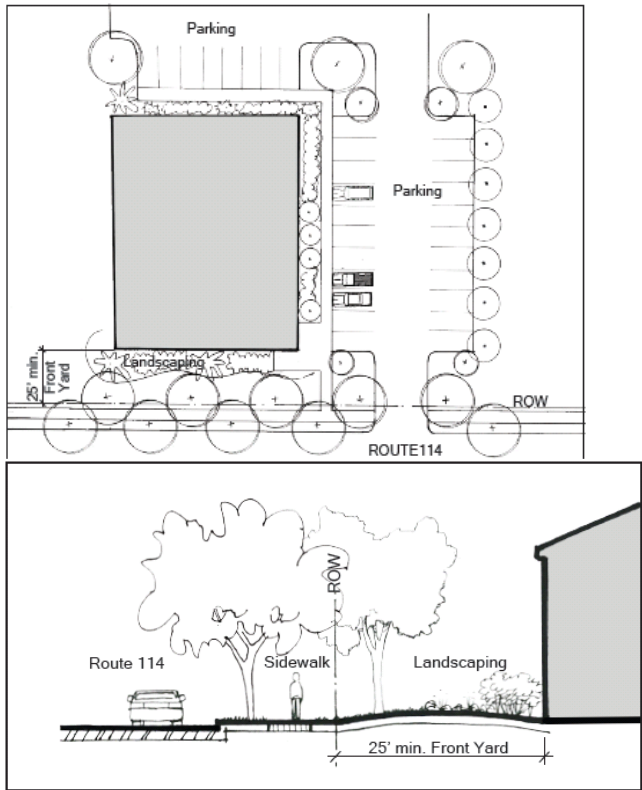 Parking
Parking
25' min.
Front
Yard
Landscaping
ROW
ROUTE114
ROW
Route 114
Sidewalk
Landscaping
25' min. Front Yard